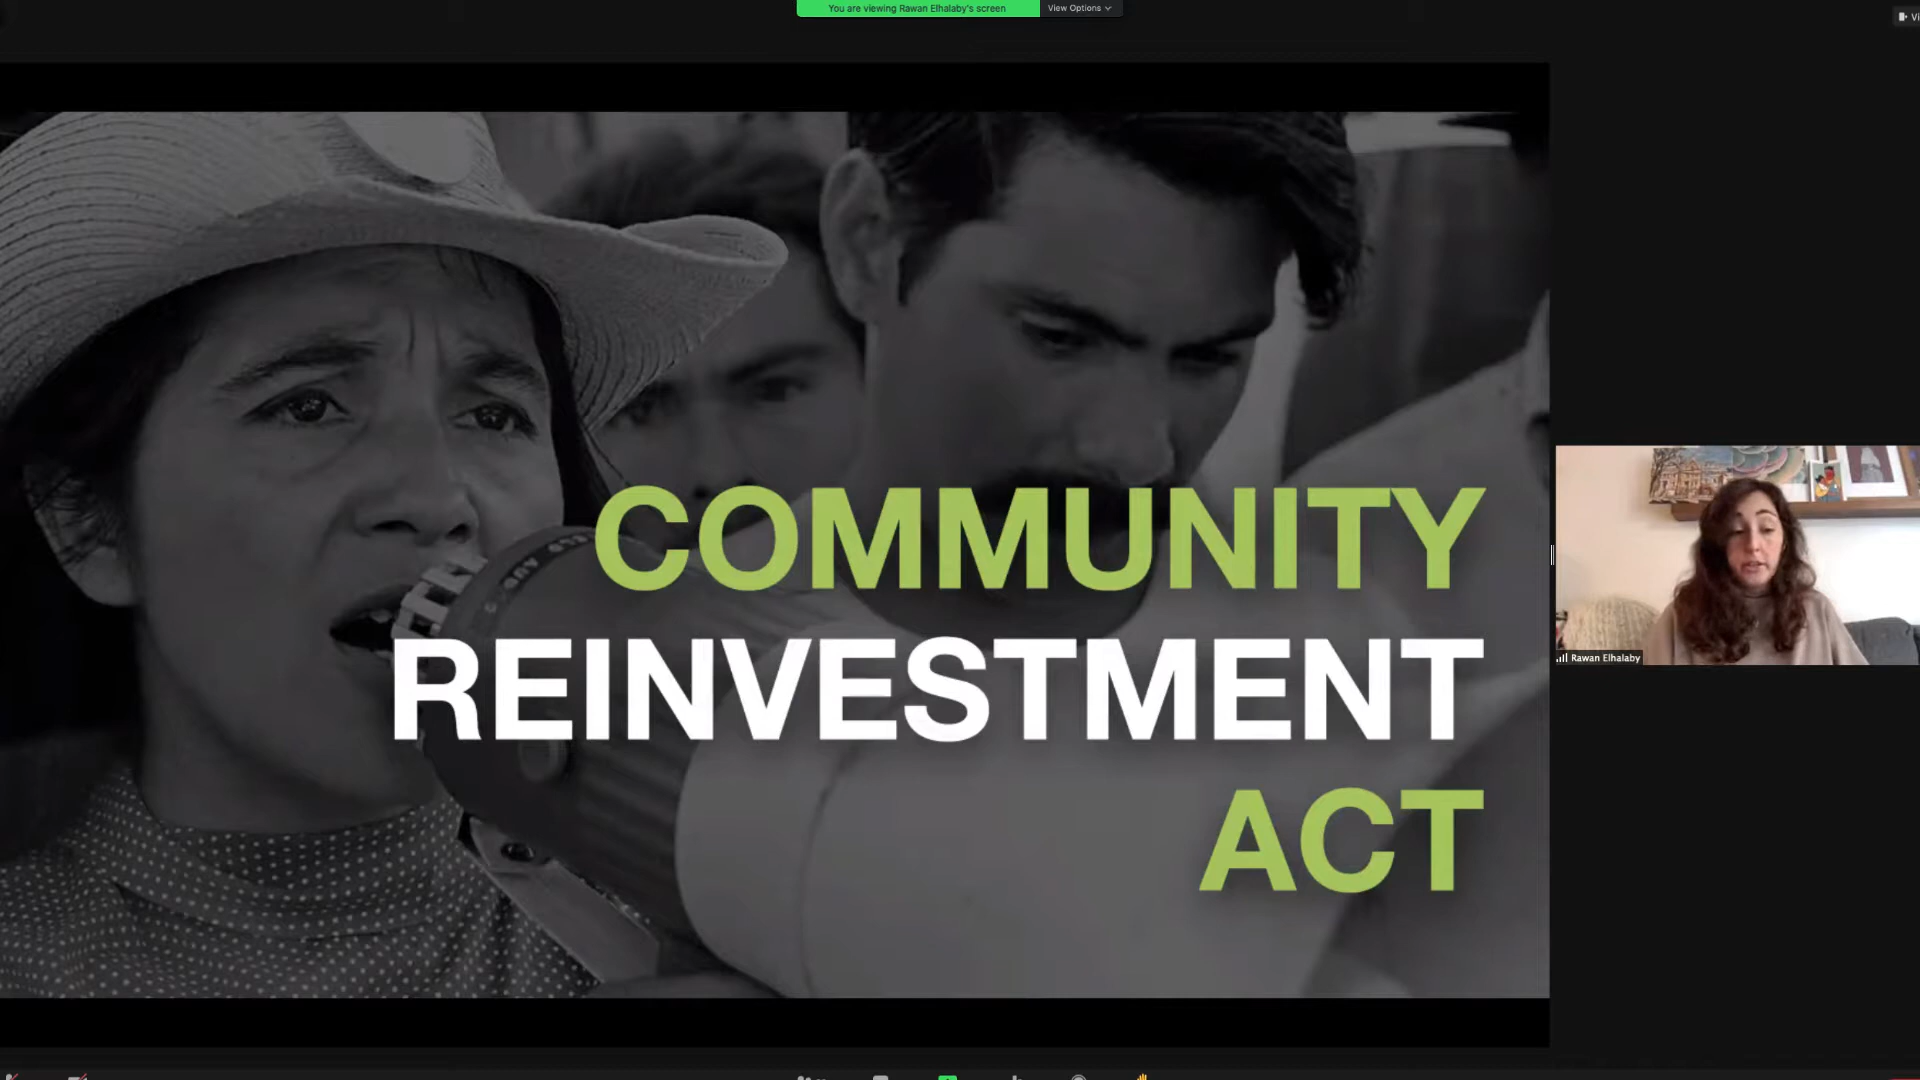 You are viewing Rawan Elhalaby's screen
View Options
COMMUNITY
REINVESTMENT
ACT
Rawan Elhalaby